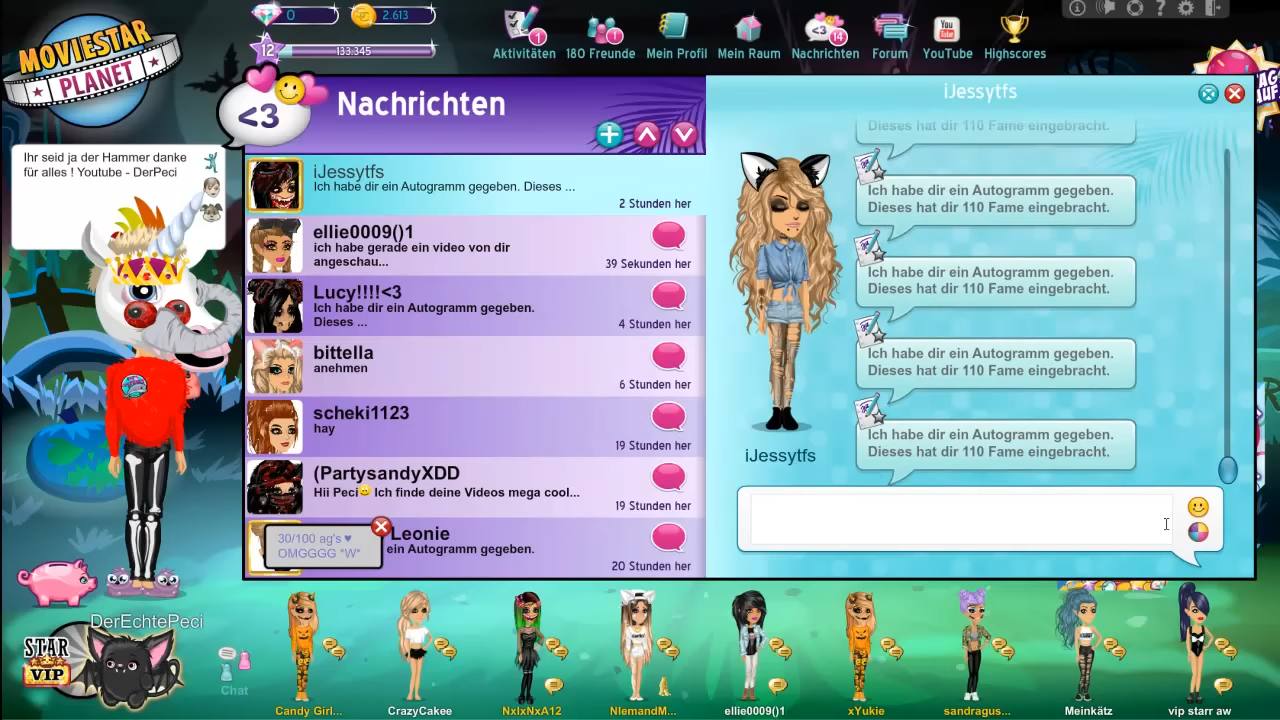 MOVIESTAR
PLANET
0
2.613
12
133.345
1
1
14
<3
You
Tube
Aktivitäten
180 Freunde
Mein Profil
Mein Raum
Nachrichten
Forum
YouTube
Highscores
<3
Nachrichten
iJessytfs
Ihr seid ja der Hammer danke
für alles ! Youtube - DerPeci
iJessytfs
Ich habe dir ein Autogramm gegeben. Dieses ...
2 Stunden her
ellie0009()1
ich habe gerade ein video von dir
angeschau...
39 Sekunden her
Lucy!!!!<3
Ich habe dir ein Autogramm gegeben.
Dieses ...
4 Stunden her
bittella
anehmen
6 Stunden her
scheki1123
hay
19 Stunden her
(PartysandyXDD
Hii Peci😀 Ich finde deine Videos mega cool...
19 Stunden her
Leonie
ein Autogramm gegeben.
20 Stunden her
30/100 ag's ♥
OMGGGG "W"
Dieses hat dir 110 Fame eingebracht.
Ich habe dir ein Autogramm gegeben.
Dieses hat dir 110 Fame eingebracht.
Ich habe dir ein Autogramm gegeben.
Dieses hat dir 110 Fame eingebracht.
Ich habe dir ein Autogramm gegeben.
Dieses hat dir 110 Fame eingebracht.
Ich habe dir ein Autogramm gegeben.
Dieses hat dir 110 Fame eingebracht.
iJessytfs
DerEchtePeci
STAR
VIP
Chat
Candy Girl...
CrazyCakee
NxIxNxA12
NIemandM...
ellie0009()1
xYukie
sandragus...
Meinkätz
vip starr aw